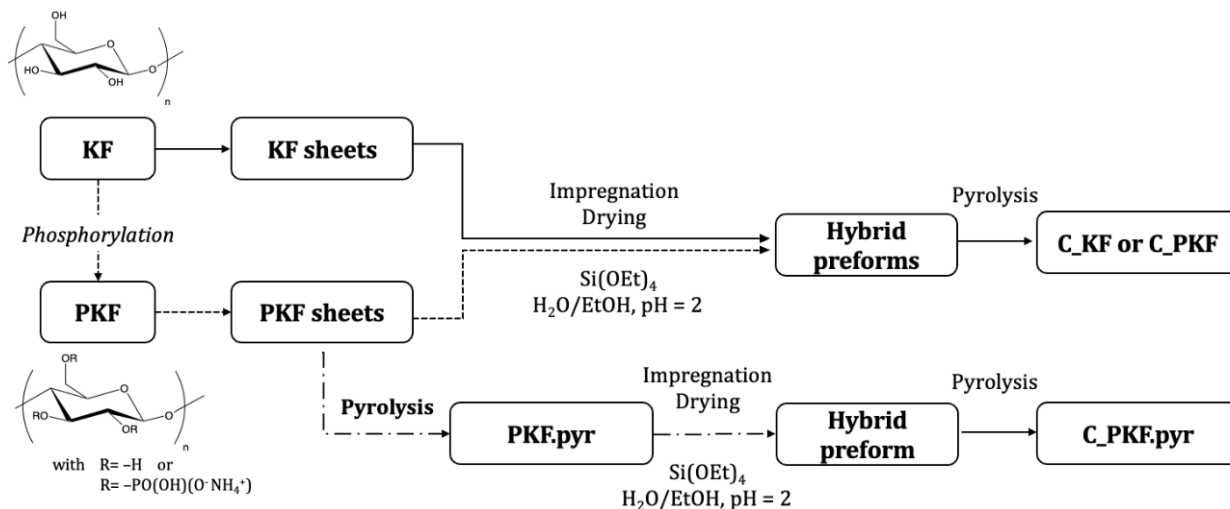 OH
O
HO
OH
O
n
KF
KF sheets
Impregnation
Drying
Pyrolysis
Phosphorylation
Hybrid
preforms
C_KF or C_PKF
Si(OEt)₄
H₂O/EtOH, pH = 2
PKF
PKF sheets
OR
O
RO
OR
O
n
with R= –H or
R= –PO(OH)(O⁻ NH₄⁺)
Pyrolysis
PKF.pyr
Impregnation
Drying
Pyrolysis
Hybrid
preform
C_PKF.pyr
Si(OEt)₄
H₂O/EtOH, pH = 2